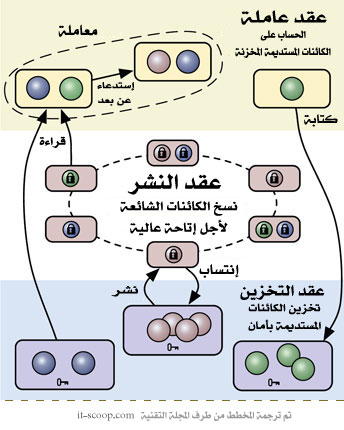 عقد عاملة
الحساب على
الكائنات المستديمة المخزنة
معاملة
إستدعاء
عن بعد
كتابة
قراءة
عقد النشر
نسخ الكائنات الشائعة
لأجل إتاحة عالية
إنتساب
نشر
عقد التخزين
تخزين الكائنات
المستديمة بأمان
تم ترجمة المخطط من طرف المجلة التقنية it-scoop.com